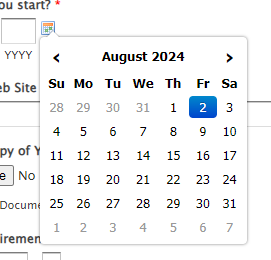 ou start? *
YYYY
‹ August 2024 ›
Su Mo Tu We Th Fr Sa
28 29 30 31 1 2 3
4 5 6 7 8 9 10
eb Site
11 12 13 14 15 16 17
py of Y
18 19 20 21 22 23 24
e No
25 26 27 28 29 30 31
Docume
1 2 3 4 5 6 7
iremen